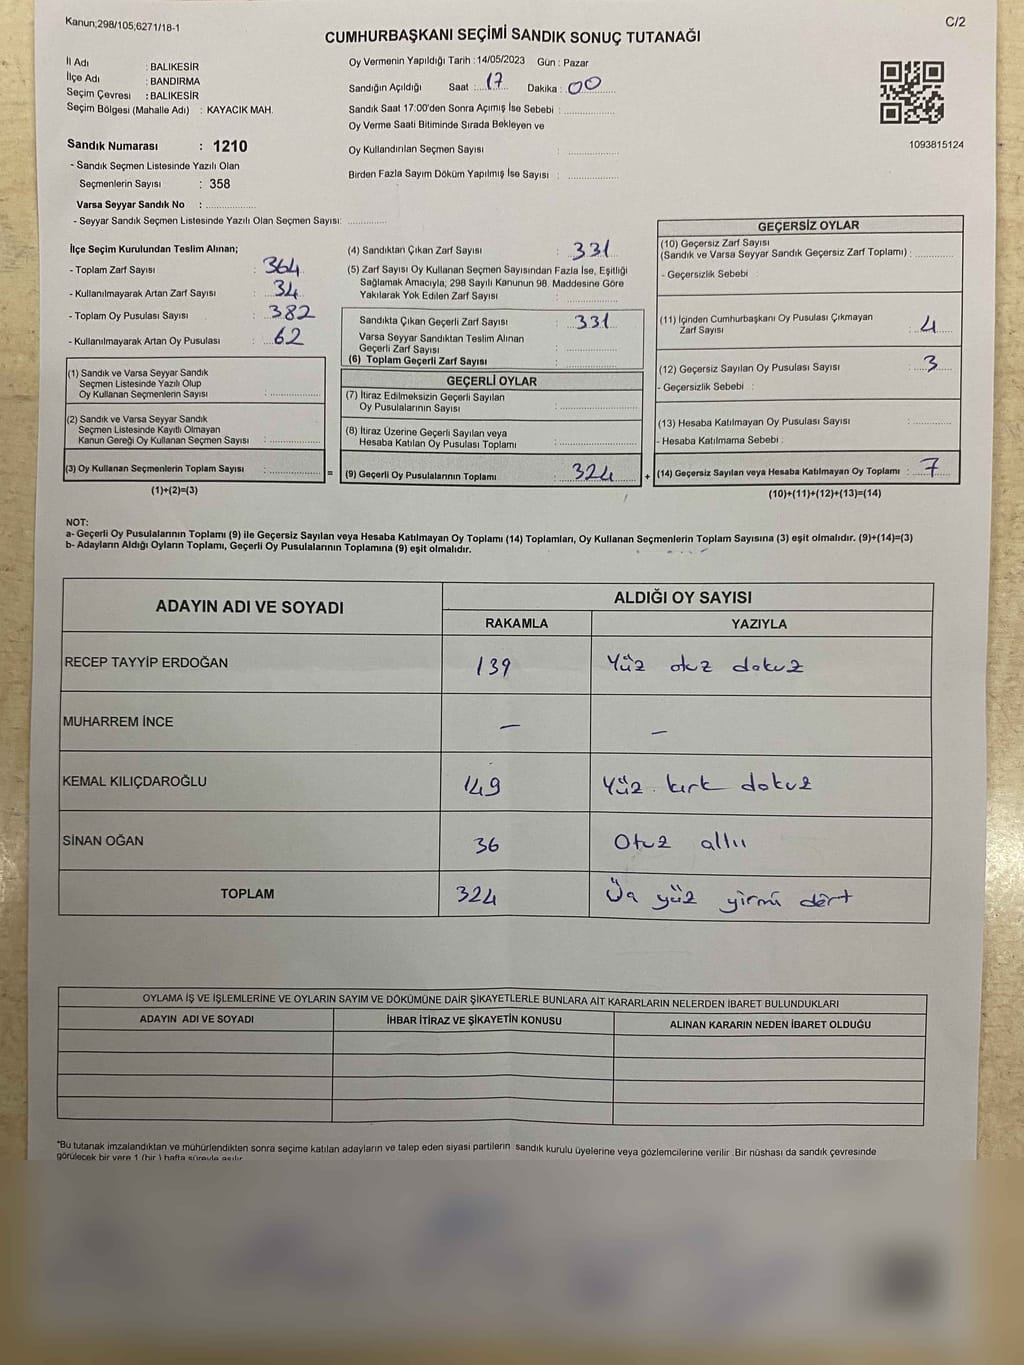 Kanun;298/105,6271/18-1
C/2
CUMHURBAŞKANI SEÇİMİ SANDIK SONUÇ TUTANAĞI
İl Adı : BALIKESİR
İlçe Adı : BANDIRMA
Seçim Çevresi : BALIKESİR
Seçim Bölgesi (Mahalle Adı) : KAYACIK MAH.
Oy Vermenin Yapıldığı Tarih : 14/05/2023 Gün : Pazar
Sandığın Açıldığı Saat : 17 Dakika : 00
Sandık Saat 17:00'den Sonra Açımış İse Sebebi :
Oy Verme Saati Bitiminde Sırada Bekleyen ve
Oy Kullandırılan Seçmen Sayısı :
Birden Fazla Sayım Döküm Yapılmış İse Sayısı :
1093815124
Sandık Numarası : 1210
- Sandık Seçmen Listesinde Yazılı Olan
Seçmenlerin Sayısı : 358
Varsa Seyyar Sandık No :
- Seyyar Sandık Seçmen Listesinde Yazılı Olan Seçmen Sayısı:
İlçe Seçim Kurulundan Teslim Alınan;
- Toplam Zarf Sayısı : 364
- Kullanılmayarak Artan Zarf Sayısı : 34
- Toplam Oy Pusulası Sayısı : 382
- Kullanılmayarak Artan Oy Pusulası : 62
(1) Sandık ve Varsa Seyyar Sandık
Seçmen Listesinde Yazılı Olup
Oy Kullanan Seçmenlerin Sayısı :
(2) Sandık ve Varsa Seyyar Sandık
Seçmen Listesinde Kayıtlı Olmayan
Kanun Gereği Oy Kullanan Seçmen Sayısı :
(3) Oy Kullanan Seçmenlerin Toplam Sayısı : =
(1)+(2)=(3)
(4) Sandıktan Çıkan Zarf Sayısı : 331
(5) Zarf Sayısı Oy Kullanan Seçmen Sayısından Fazla İse, Eşitliği
Sağlamak Amacıyla, 298 Sayılı Kanunun 98. Maddesine Göre
Yakılarak Yok Edilen Zarf Sayısı :
Sandıkta Çıkan Geçerli Zarf Sayısı : 331
Varsa Seyyar Sandıktan Teslim Alınan
Geçerli Zarf Sayısı :
(6) Toplam Geçerli Zarf Sayısı :
GEÇERLİ OYLAR
(7) İtiraz Edilmeksizin Geçerli Sayılan
Oy Pusulalarının Sayısı :
(8) İtiraz Üzerine Geçerli Sayılan veya
Hesaba Katılan Oy Pusulası Toplamı :
(9) Geçerli Oy Pusulalarının Toplamı : 324 +
GEÇERSİZ OYLAR
(10) Geçersiz Zarf Sayısı
(Sandık ve Varsa Seyyar Sandık Geçersiz Zarf Toplamı) :
- Geçersizlik Sebebi :
(11) İçinden Cumhurbaşkanı Oy Pusulası Çıkmayan
Zarf Sayısı : 4
(12) Geçersiz Sayılan Oy Pusulası Sayısı : 3
- Geçersizlik Sebebi :
(13) Hesaba Katılmayan Oy Pusulası Sayısı :
- Hesaba Katılmama Sebebi :
(14) Geçersiz Sayılan veya Hesaba Katılmayan Oy Toplamı : 7
(10)+(11)+(12)+(13)=(14)
NOT:
a- Geçerli Oy Pusulalarının Toplamı (9) ile Geçersiz Sayılan veya Hesaba Katılmayan Oy Toplamı (14) Toplamları, Oy Kullanan Seçmenlerin Toplam Sayısına (3) eşit olmalıdır. (9)+(14)=(3)
b- Adayların Aldığı Oyların Toplamı, Geçerli Oy Pusulalarının Toplamına (9) eşit olmalıdır.
ADAYIN ADI VE SOYADI
ALDIĞI OY SAYISI
RAKAMLA YAZIYLA
RECEP TAYYİP ERDOĞAN 139 Yüz otuz dokuz
MUHARREM İNCE – –
KEMAL KILIÇDAROĞLU 149 Yüz kırk dokuz
SİNAN OĞAN 36 Otuz altı
TOPLAM 324 Üç yüz yirmi dört
OYLAMA İŞ VE İŞLEMLERİNE VE OYLARIN SAYIM VE DÖKÜMÜNE DAİR ŞİKAYETLERLE BUNLARA AİT KARARLARIN NELERDEN İBARET BULUNDUKLARI
ADAYIN ADI VE SOYADI İHBAR İTİRAZ VE ŞİKAYETİN KONUSU ALINAN KARARIN NEDEN İBARET OLDUĞU
*Bu tutanak imzalandıktan ve mühürlendikten sonra seçime katılan adayların ve talep eden siyasi partilerin sandık kurulu üyelerine veya gözlemcilerine verilir .Bir nüshası da sandık çevresinde
görülecek bir yere 1 (bir ) hafta süreyle asılır